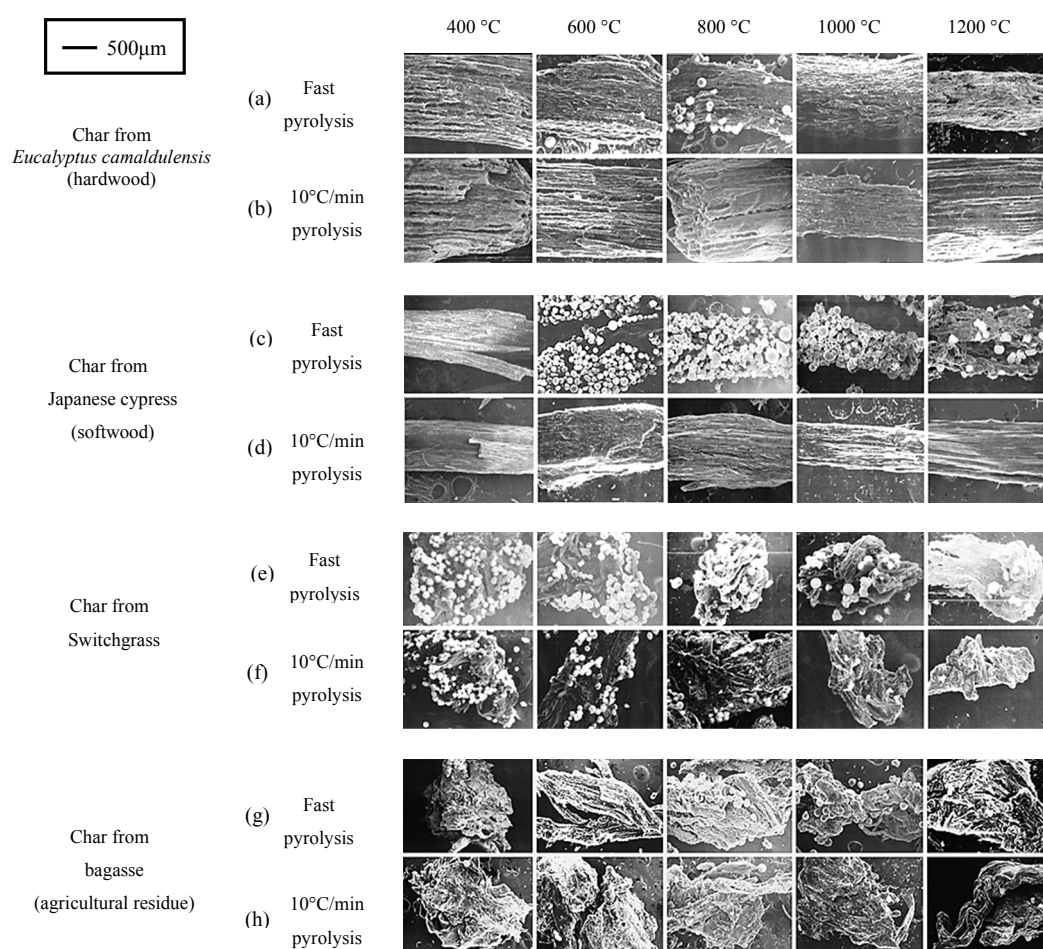 400 °C 600 °C 800 °C 1000 °C 1200 °C
500μm
(a) Fast
pyrolysis
Char from
Eucalyptus camaldulensis
(hardwood)
(b) 10°C/min
pyrolysis
(c) Fast
pyrolysis
Char from
Japanese cypress
(softwood)
(d) 10°C/min
pyrolysis
(e) Fast
pyrolysis
Char from
Switchgrass
(f) 10°C/min
pyrolysis
(g) Fast
pyrolysis
Char from
bagasse
(agricultural residue)
(h) 10°C/min
pyrolysis